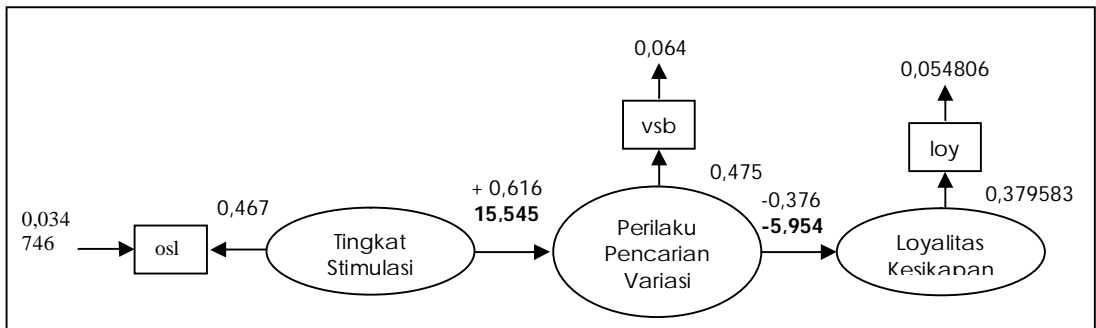 0,034
746
osl
0,467
Tingkat
Stimulasi
+ 0,616
15,545
0,064
vsb
0,475
Perilaku
Pencarian
Variasi
-0,376
-5,954
0,054806
loy
0,379583
Loyalitas
Kesikapan